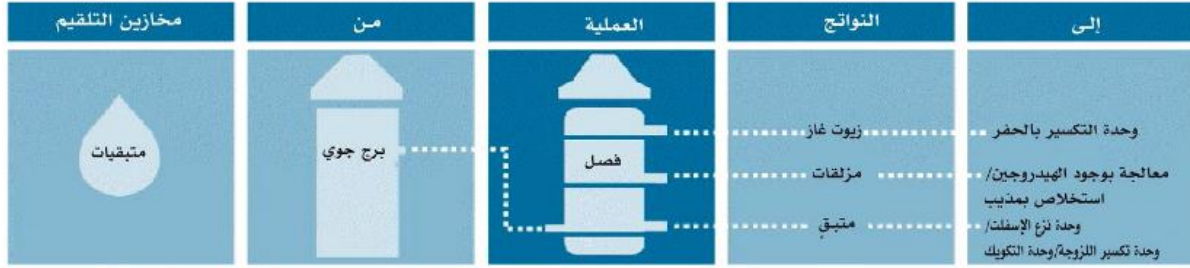 مخازين التلقيم
من
العملية
النواتج
إلى
متبقيات
برج جوي
فصل
زيوت غاز
وحدة التكسير بالحفر
مزلقات
معالجة بوجود الهيدروجين/
استخلاص بمذيب
متبقٍ
وحدة نزع الإسفلت/
وحدة تكسير اللزوجة/وحدة التكويك